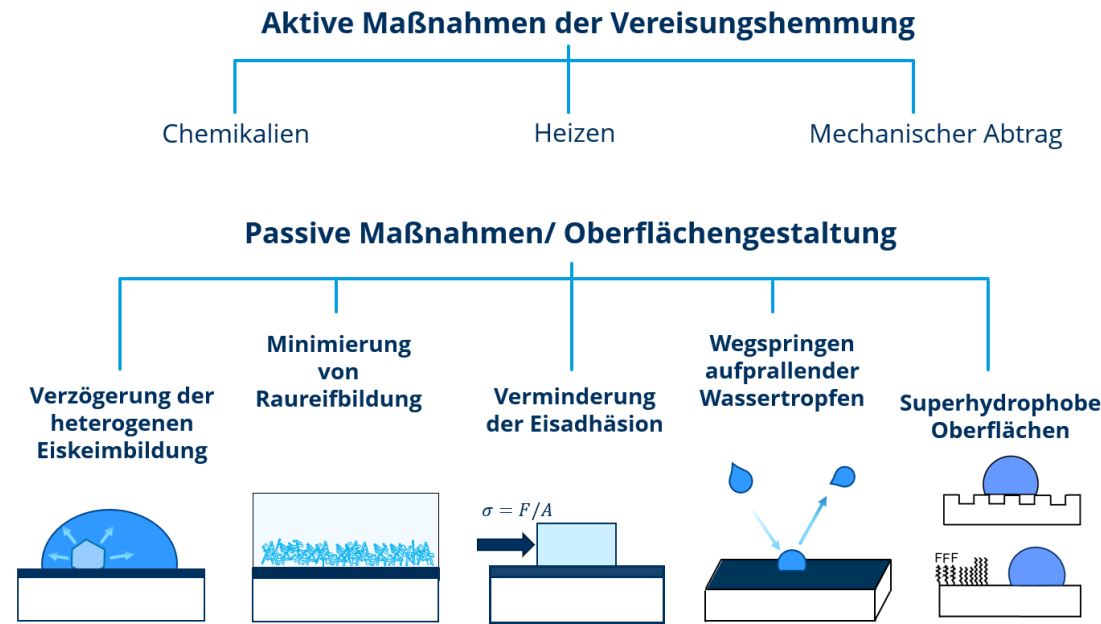 Aktive Maßnahmen der Vereisungshemmung
Chemikalien
Heizen
Mechanischer Abtrag
Passive Maßnahmen/ Oberflächengestaltung
Verzögerung der
heterogenen
Eiskeimbildung
Minimierung
von
Raureifbildung
Verminderung
der Eisadhäsion
Wegspringen
aufprallender
Wassertropfen
Superhydrophobe
Oberflächen
σ = F/A
FFF